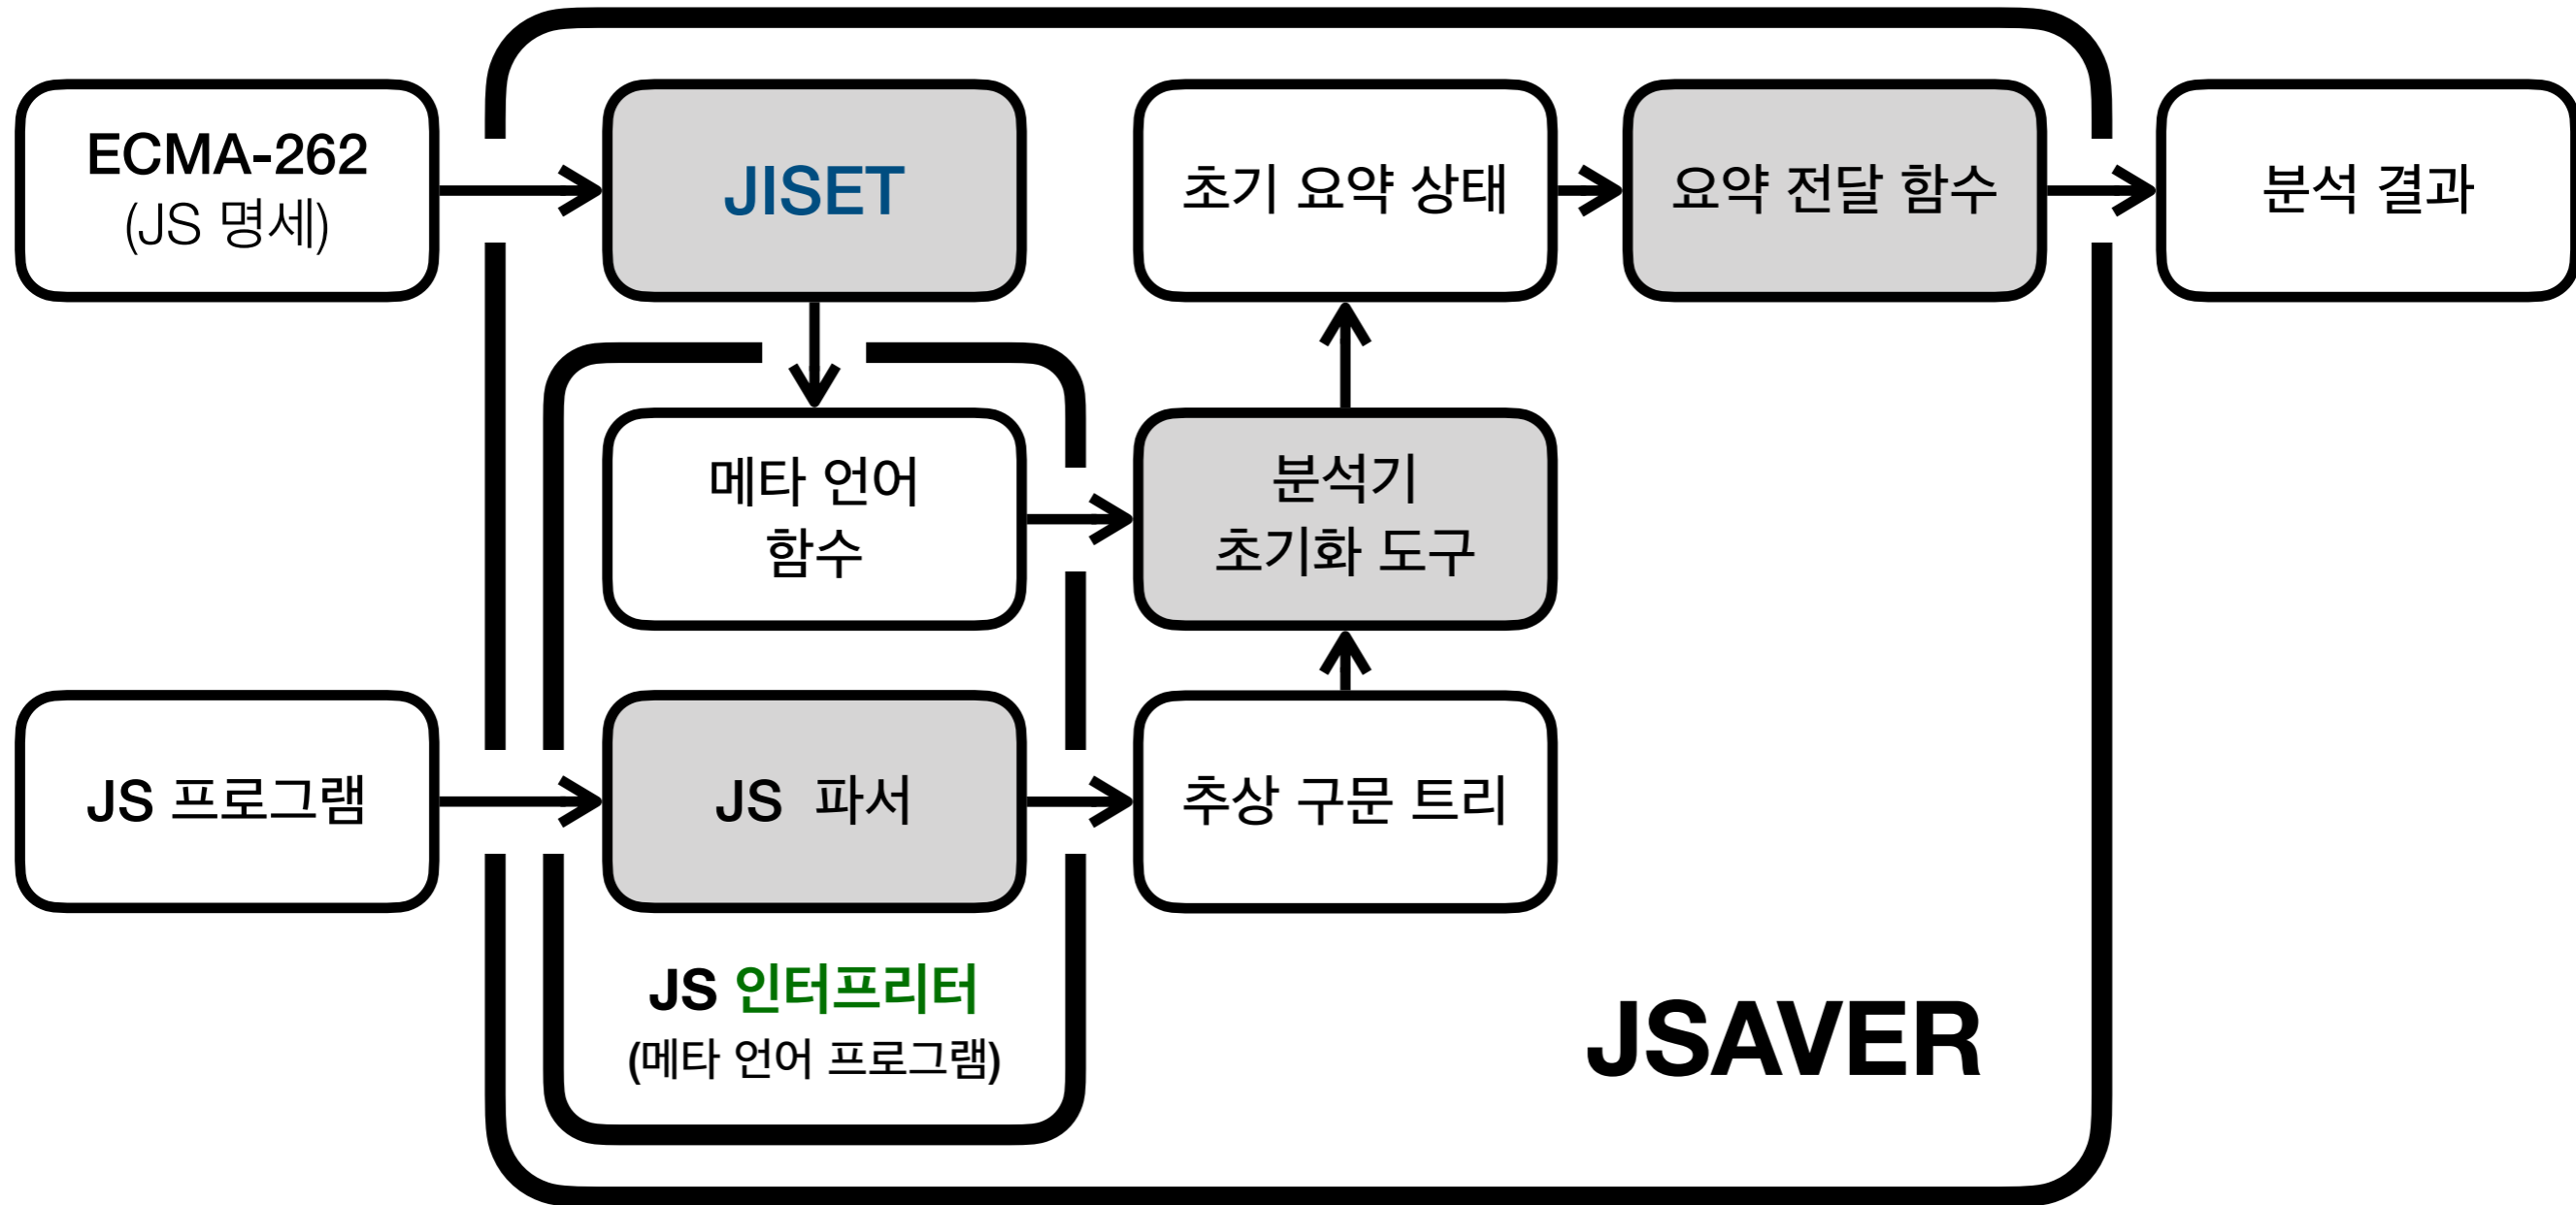 ECMA-262
(JS 명세)
JISET
초기 요약 상태
요약 전달 함수
분석 결과
메타 언어
함수
분석기
초기화 도구
JS 프로그램
JS 파서
추상 구문 트리
JS 인터프리터
(메타 언어 프로그램)
JSAVER